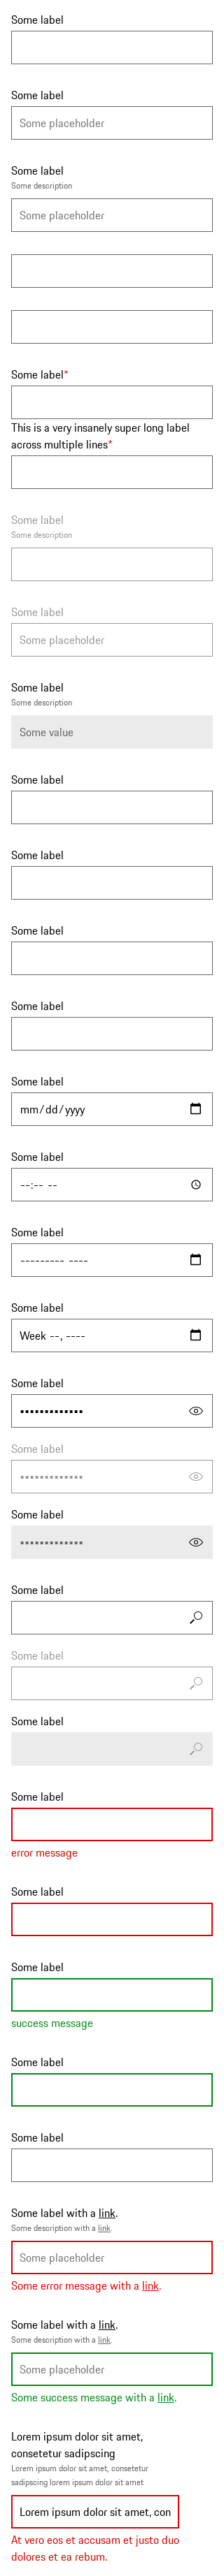 Some label
Some label
Some placeholder
Some label
Some description
Some placeholder
Some label*
This is a very insanely super long label
across multiple lines*
Some label
Some description
Some label
Some placeholder
Some label
Some description
Some value
Some label
Some label
Some label
Some label
Some label
mm/dd/yyyy
Some label
--:-- --
Some label
--------- ----
Some label
Week --, ----
Some label
•••••••••••••
Some label
•••••••••••••
Some label
•••••••••••••
Some label
Some label
Some label
Some label
error message
Some label
Some label
success message
Some label
Some label
Some label with a link.
Some description with a link.
Some placeholder
Some error message with a link.
Some label with a link.
Some description with a link.
Some placeholder
Some success message with a link.
Lorem ipsum dolor sit amet,
consetetur sadipscing
Lorem ipsum dolor sit amet, consetetur
sadipscing lorem ipsum dolor sit amet
Lorem ipsum dolor sit amet, con
At vero eos et accusam et justo duo
dolores et ea rebum.